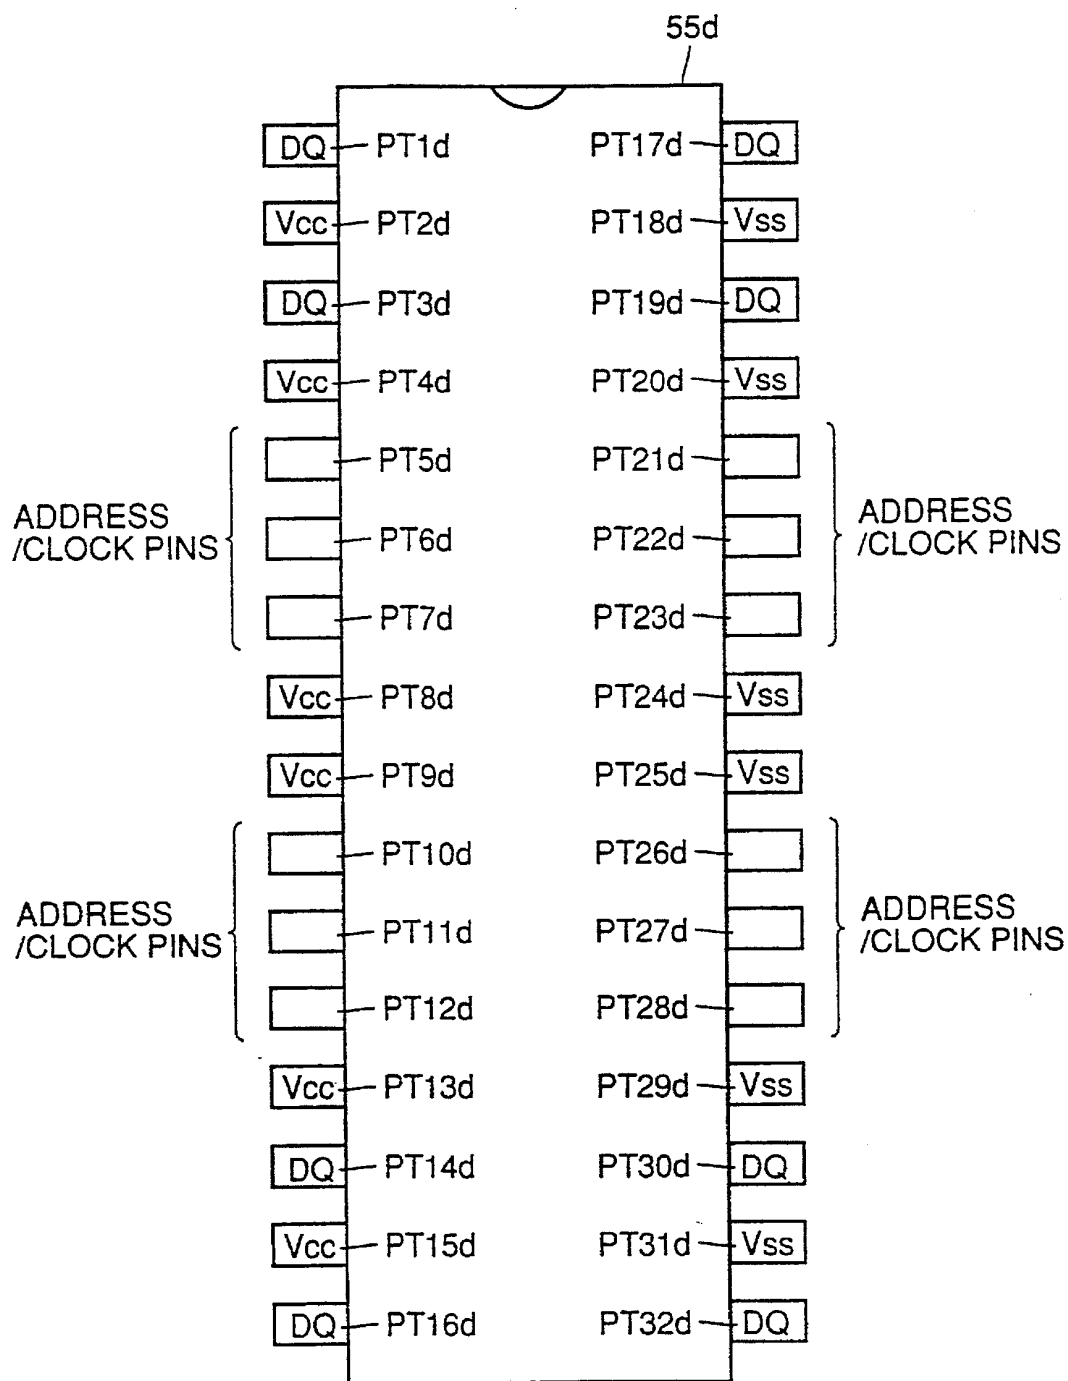 55d
DQ PT1d PT17d DQ
Vcc PT2d PT18d Vss
DQ PT3d PT19d DQ
Vcc PT4d PT20d Vss
PT5d PT21d
ADDRESS
/CLOCK PINS
PT6d PT22d
ADDRESS
/CLOCK PINS
PT7d PT23d
Vcc PT8d PT24d Vss
Vcc PT9d PT25d Vss
PT10d PT26d
ADDRESS
/CLOCK PINS
PT11d PT27d
ADDRESS
/CLOCK PINS
PT12d PT28d
Vcc PT13d PT29d Vss
DQ PT14d PT30d DQ
Vcc PT15d PT31d Vss
DQ PT16d PT32d DQ